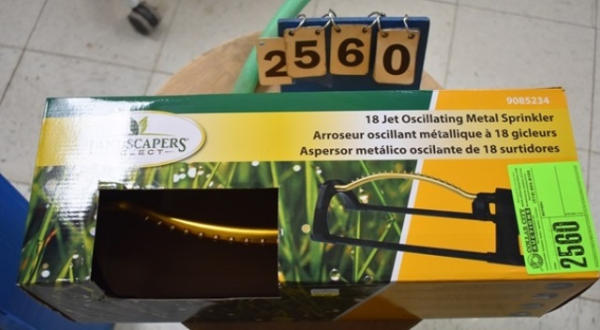 2560
9085234
18 Jet Oscillating Metal Sprinkler
Arroseur oscillant métallique à 18 gicleurs
Aspersor metálico oscilante de 18 surtidores
LANDSCAPERS
SELECT
2560